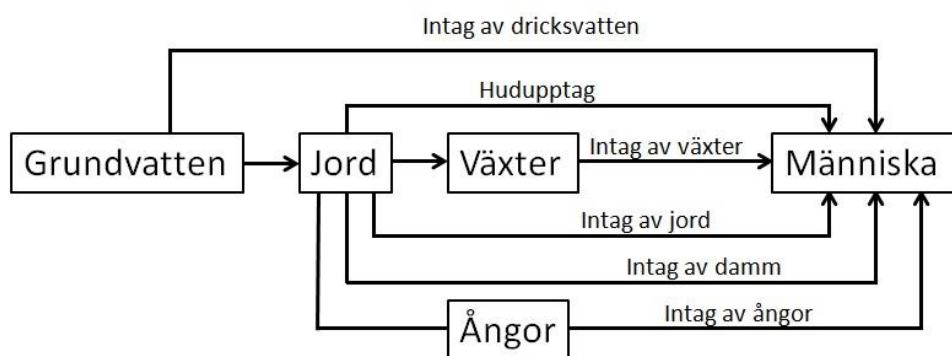 Intag av dricksvatten
Hudupptag
Grundvatten
Jord
Växter
Intag av växter
Människa
Intag av jord
Intag av damm
Ångor
Intag av ångor